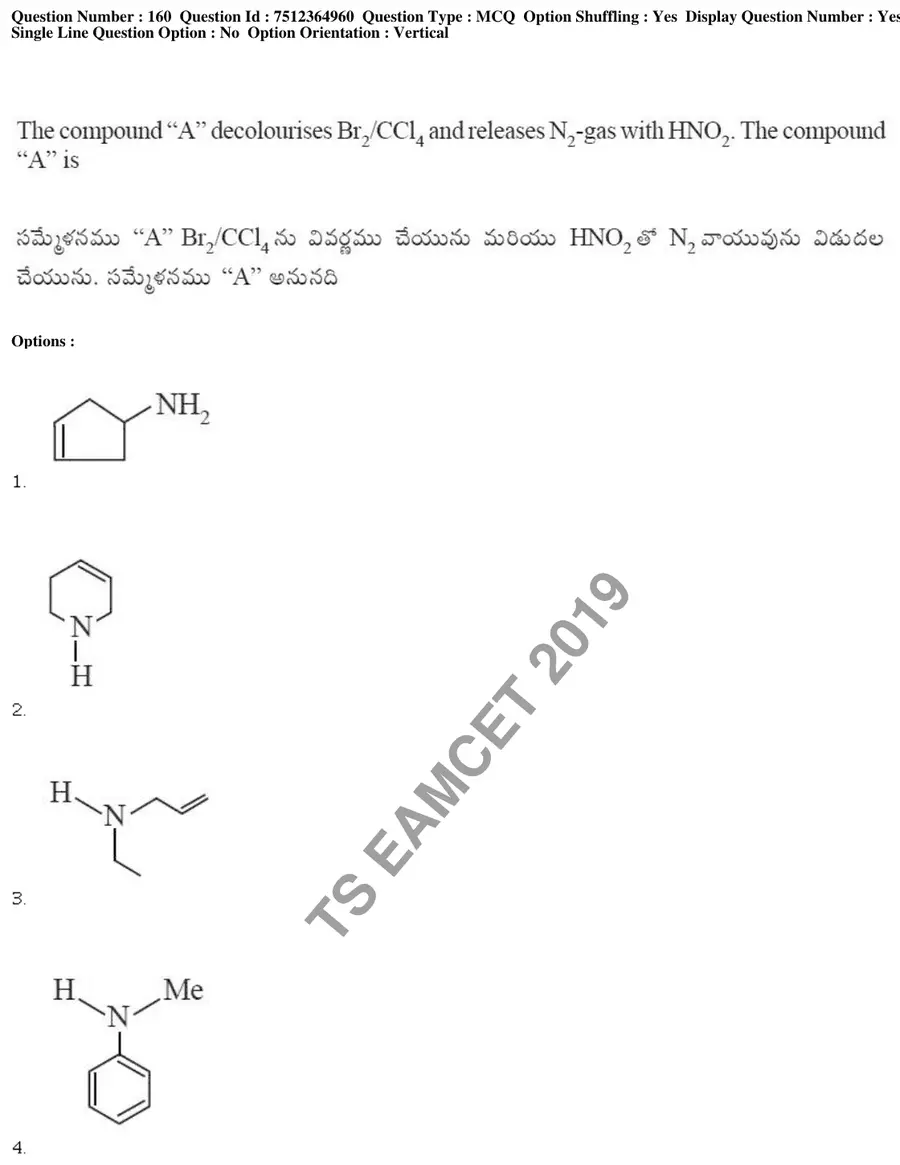 Question Number : 160 Question Id : 7512364960 Question Type : MCQ Option Shuffling : Yes Display Question Number : Yes
Single Line Question Option : No Option Orientation : Vertical
The compound “A” decolourises Br₂/CCl₄ and releases N₂-gas with HNO₂. The compound
“A” is
సమ్మేళనము “A” Br₂/CCl₄ ను వివర్ణము చేయును మరియు HNO₂ తో N₂ వాయువును విడుదల
చేయును. సమ్మేళనము “A” అనునది
Options :
NH₂
1.
N
H
2.
H
N
3.
H Me
N
4.
TS EAMCET 2019